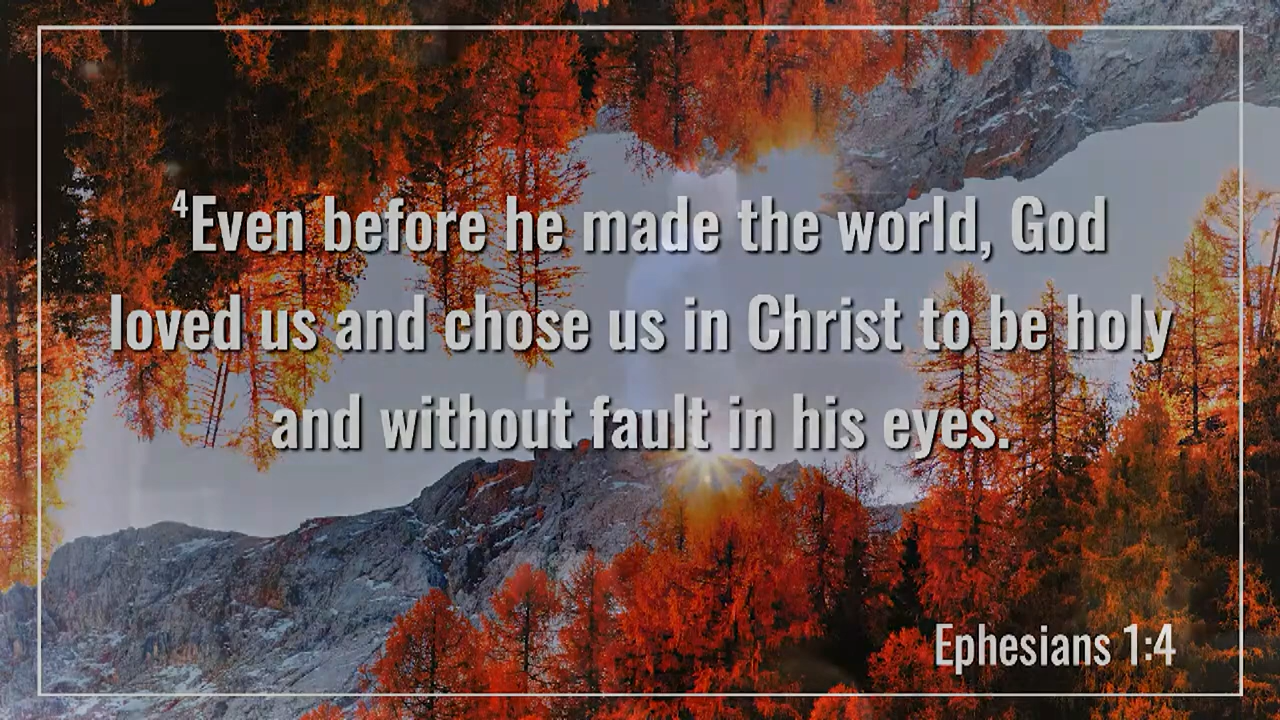 ⁴Even before he made the world, God
loved us and chose us in Christ to be holy
and without fault in his eyes.
Ephesians 1:4